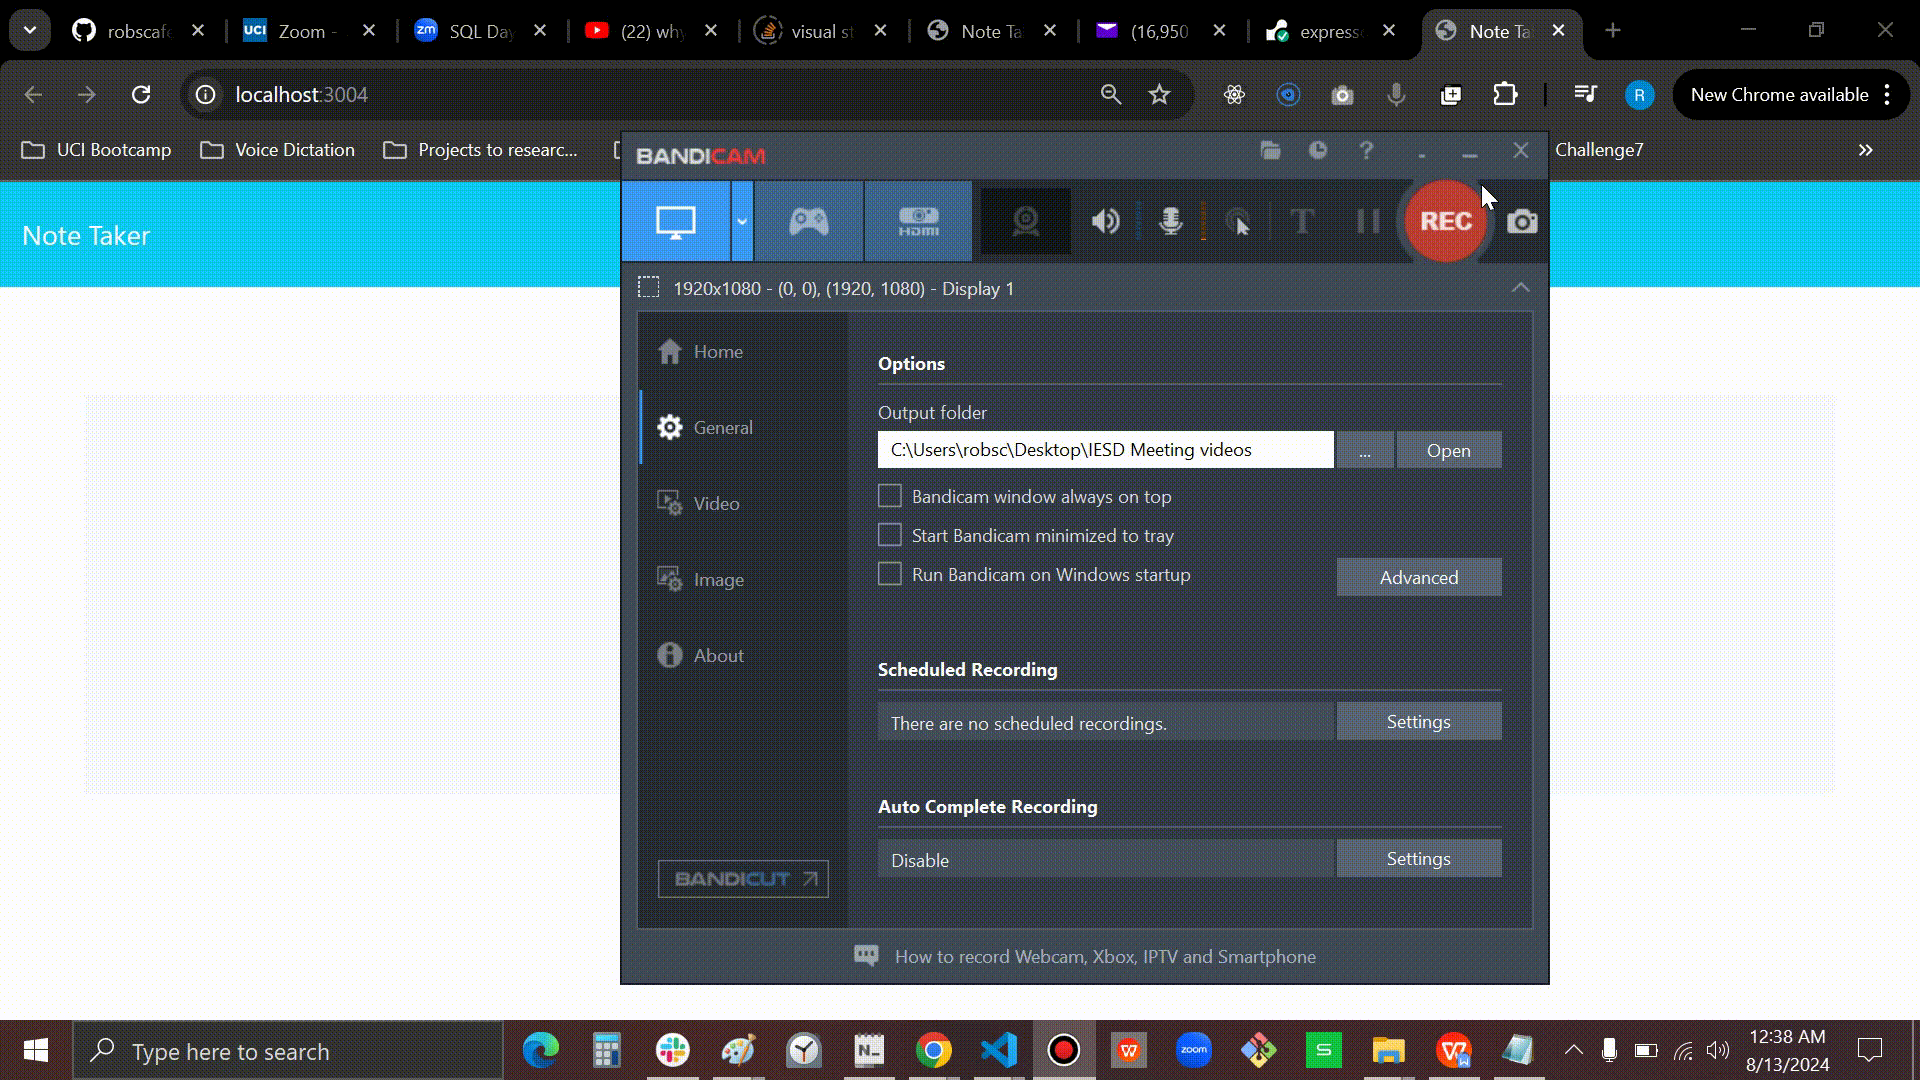 robscafe
Zoom -
SQL Day
(22) why
visual st
Note Ta
(16,950
express
Note Ta
localhost:3004
New Chrome available
UCI Bootcamp
Voice Dictation
Projects to researc...
Challenge7
Note Taker
BANDICAM
HDMI
T
REC
1920x1080 - (0, 0), (1920, 1080) - Display 1
Home
General
Video
Image
About
BANDICUT
Options
Output folder
C:\Users\robsc\Desktop\IESD Meeting videos
...
Open
Bandicam window always on top
Start Bandicam minimized to tray
Run Bandicam on Windows startup
Advanced
Scheduled Recording
There are no scheduled recordings.
Settings
Auto Complete Recording
Disable
Settings
How to record Webcam, Xbox, IPTV and Smartphone
Type here to search
zoom
S
12:38 AM
8/13/2024